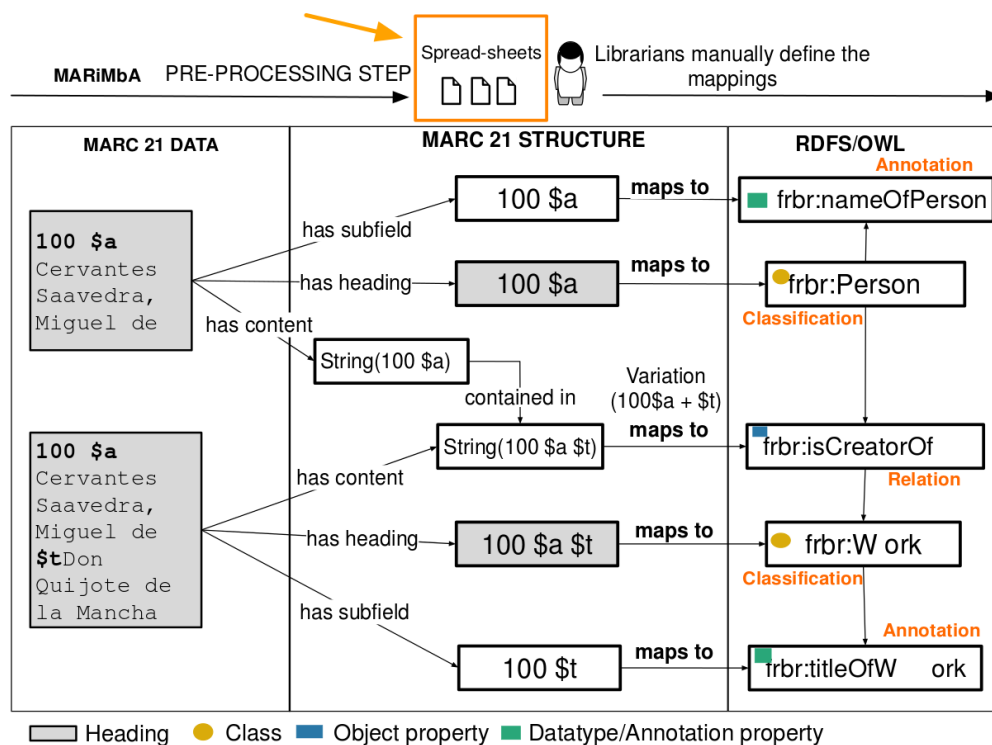 Spread-sheets
MARiMbA PRE-PROCESSING STEP
Librarians manually define the
mappings
MARC 21 DATA
MARC 21 STRUCTURE
RDFS/OWL
Annotation
100 $a
maps to
frbr:nameOfPerson
has subfield
100 $a
Cervantes
Saavedra,
Miguel de
has heading
100 $a
maps to
frbr:Person
Classification
has content
String(100 $a)
contained in
Variation
(100$a + $t)
maps to
String(100 $a $t)
frbr:isCreatorOf
Relation
100 $a
Cervantes
Saavedra,
Miguel de
$tDon
Quijote de
la Mancha
has content
has heading
100 $a $t
maps to
frbr:W ork
Classification
has subfield
Annotation
100 $t
maps to
frbr:titleOfW ork
Heading
Class
Object property
Datatype/Annotation property